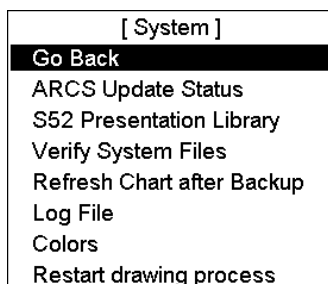 [ System ]
Go Back
ARCS Update Status
S52 Presentation Library
Verify System Files
Refresh Chart after Backup
Log File
Colors
Restart drawing process